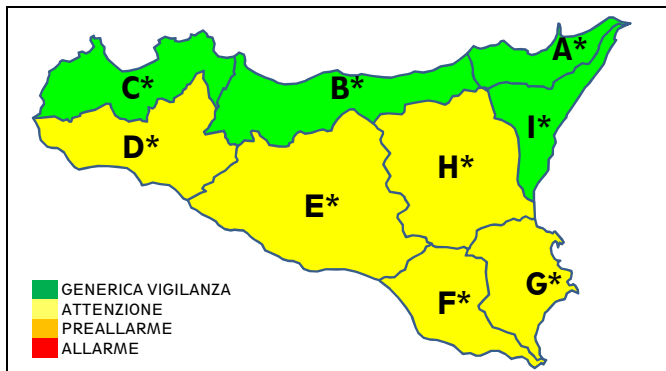 A*
C*
B*
I*
D*
H*
E*
G*
F*
GENERICA VIGILANZA
ATTENZIONE
PREALLARME
ALLARME